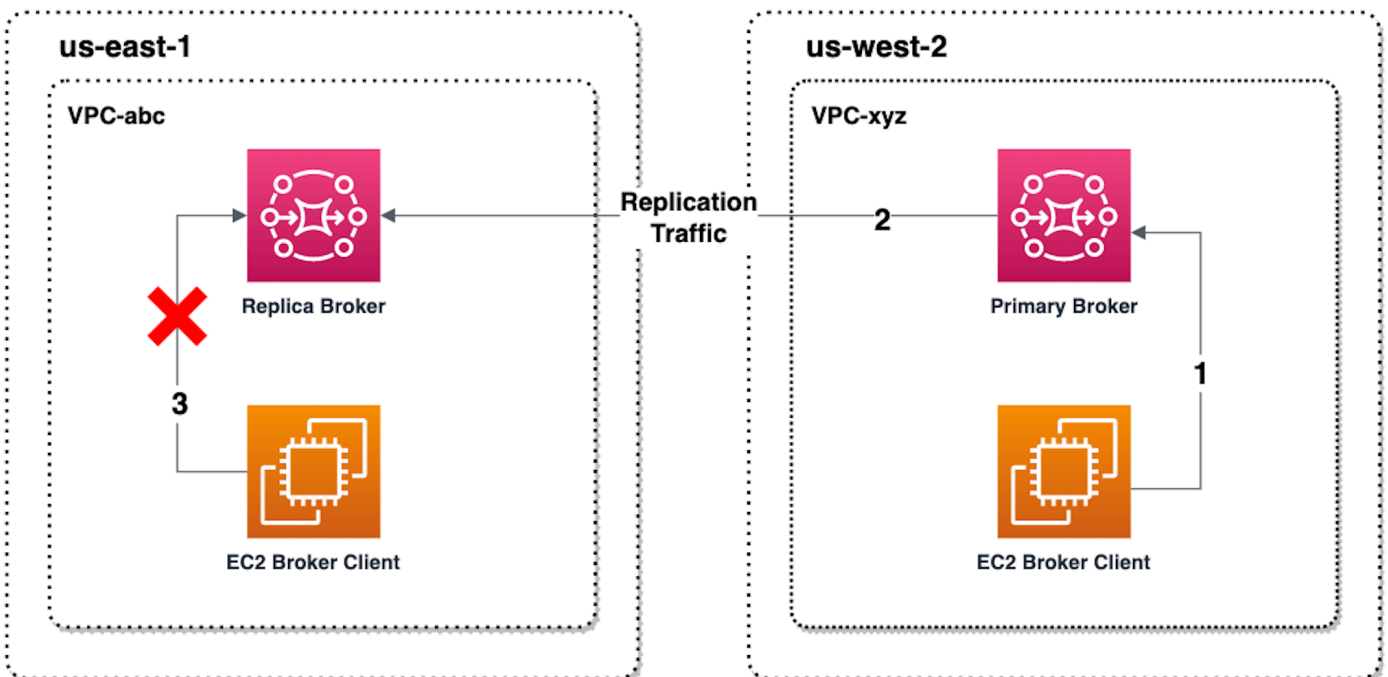 us-east-1
VPC-abc
Replica Broker
3
EC2 Broker Client
Replication
Traffic
2
us-west-2
VPC-xyz
Primary Broker
1
EC2 Broker Client